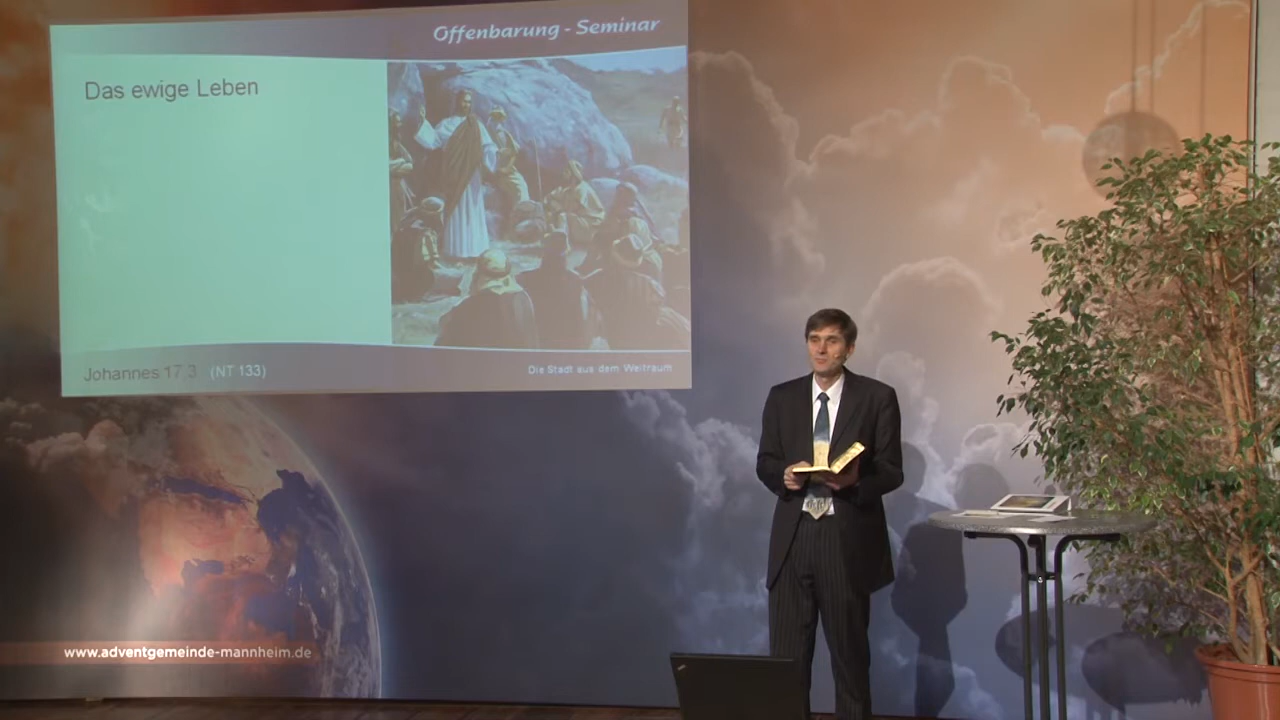 Offenbarung - Seminar
Das ewige Leben
Johannes 17,3 (NT 133)
Die Stadt aus dem Weltraum
www.adventgemeinde-mannheim.de